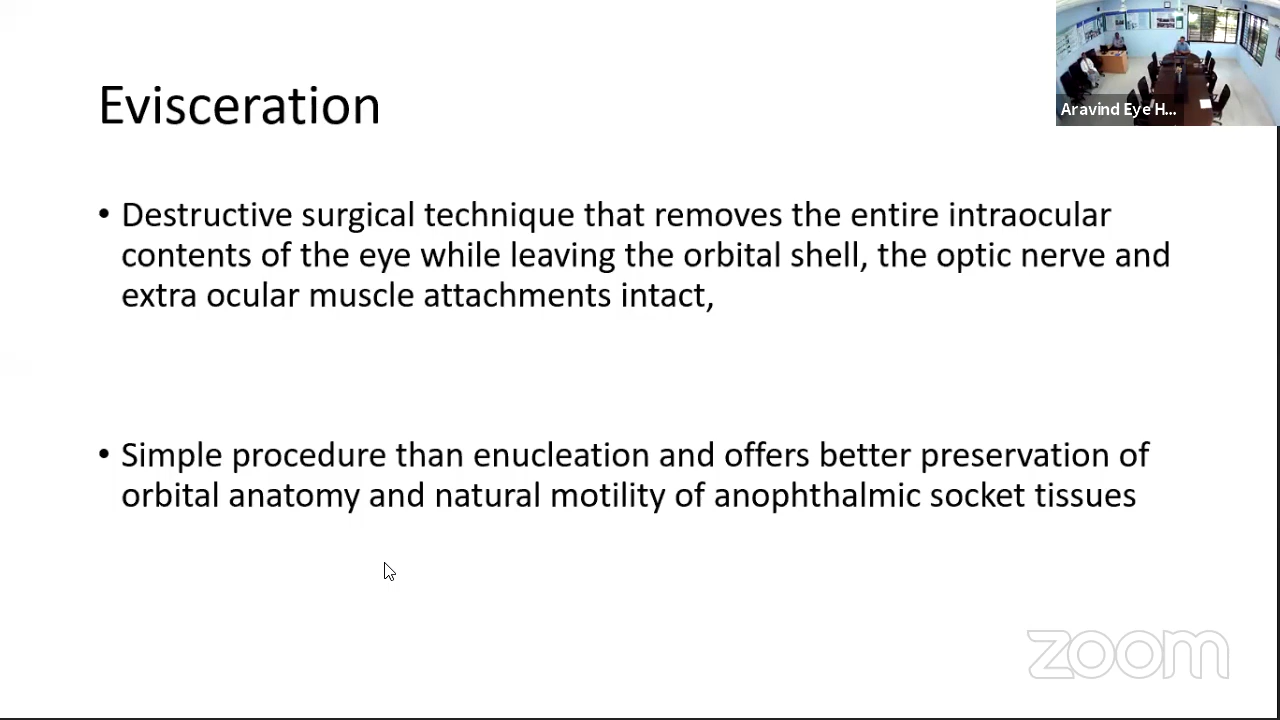 Evisceration
Aravind Eye H...
• Destructive surgical technique that removes the entire intraocular
contents of the eye while leaving the orbital shell, the optic nerve and
extra ocular muscle attachments intact,
• Simple procedure than enucleation and offers better preservation of
orbital anatomy and natural motility of anophthalmic socket tissues
zoom